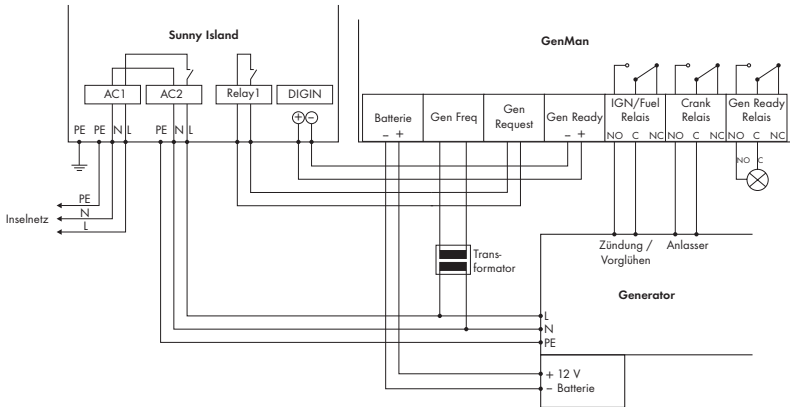 Sunny Island
GenMan
AC1
AC2
Relay1
DIGIN
+ −
PE PE N L
PE N L
Batterie
− +
Gen Freq
Gen
Request
Gen Ready
− +
IGN/Fuel
Relais
NO C NC
Crank
Relais
NO C NC
Gen Ready
Relais
NO C NC
NO C
Inselnetz
PE
N
L
Trans-
formator
Zündung /
Vorglühen
Anlasser
Generator
L
N
PE
+ 12 V
− Batterie